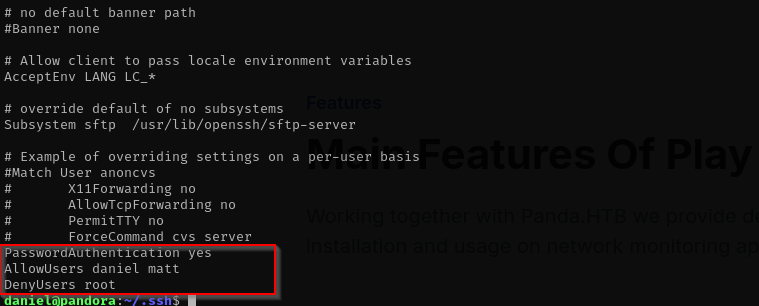 # no default banner path
#Banner none
# Allow client to pass locale environment variables
AcceptEnv LANG LC_*
Features
# override default of no subsystems
Subsystem sftp  /usr/lib/openssh/sftp-server
Main Features Of Play
# Example of overriding settings on a per-user basis
#Match User anoncvs
#       X11Forwarding no
#       AllowTcpForwarding no
#       PermitTTY no
#       ForceCommand cvs server
Working together with Panda.HTB we provide
installation and usage on network monitoring
PasswordAuthentication yes
AllowUsers daniel matt
DenyUsers root
daniel@pandora:~/.ssh$